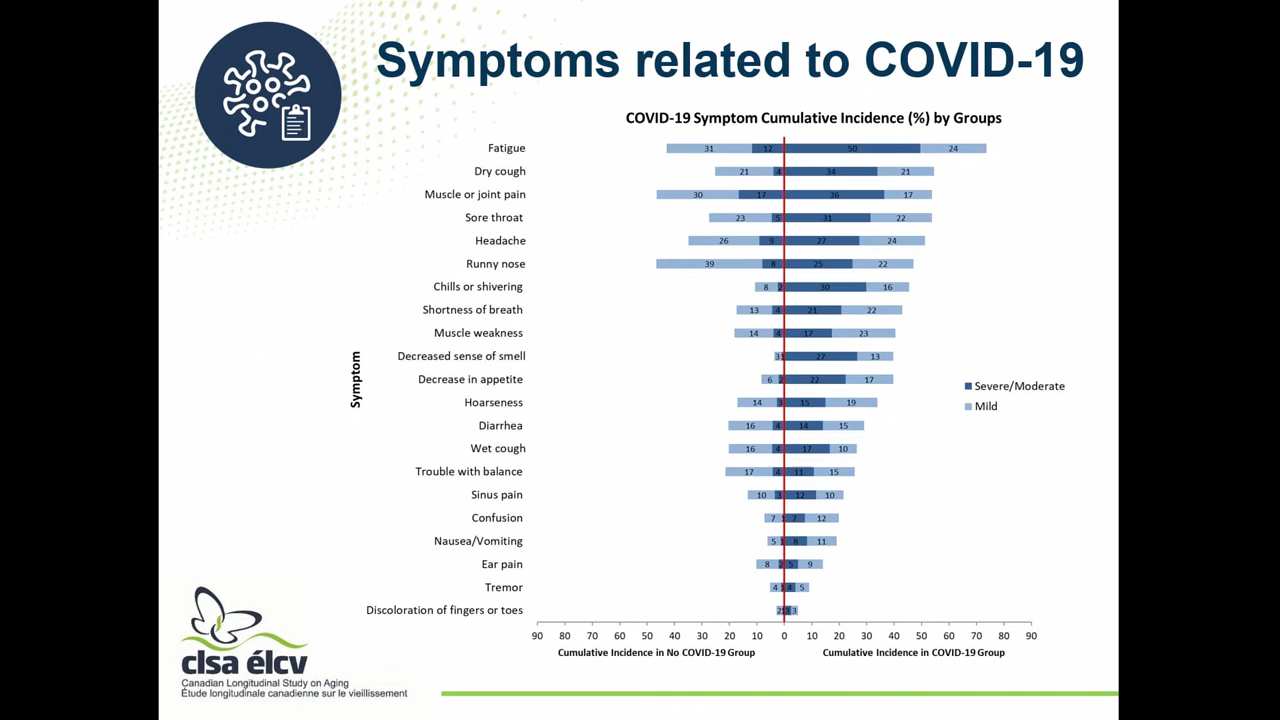 Symptoms related to COVID-19
COVID-19 Symptom Cumulative Incidence (%) by Groups
Symptom
Fatigue 31 12 50 24
Dry cough 21 4 34 21
Muscle or joint pain 30 17 36 17
Sore throat 23 5 31 22
Headache 26 9 27 24
Runny nose 39 8 25 22
Chills or shivering 8 2 30 16
Shortness of breath 13 4 21 22
Muscle weakness 14 4 17 23
Decreased sense of smell 3 1 27 13
Decrease in appetite 6 2 22 17
Hoarseness 14 3 15 19
Diarrhea 16 4 14 15
Wet cough 16 4 17 10
Trouble with balance 17 4 11 15
Sinus pain 10 3 12 10
Confusion 7 1 7 12
Nausea/Vomiting 5 1 8 11
Ear pain 8 2 5 9
Tremor 4 1 4 5
Discoloration of fingers or toes 2 1 3 3
Severe/Moderate
Mild
90 80 70 60 50 40 30 20 10 0 10 20 30 40 50 60 70 80 90
Cumulative Incidence in No COVID-19 Group
Cumulative Incidence in COVID-19 Group
clsa élcv
Canadian Longitudinal Study on Aging
Étude longitudinale canadienne sur le vieillissement